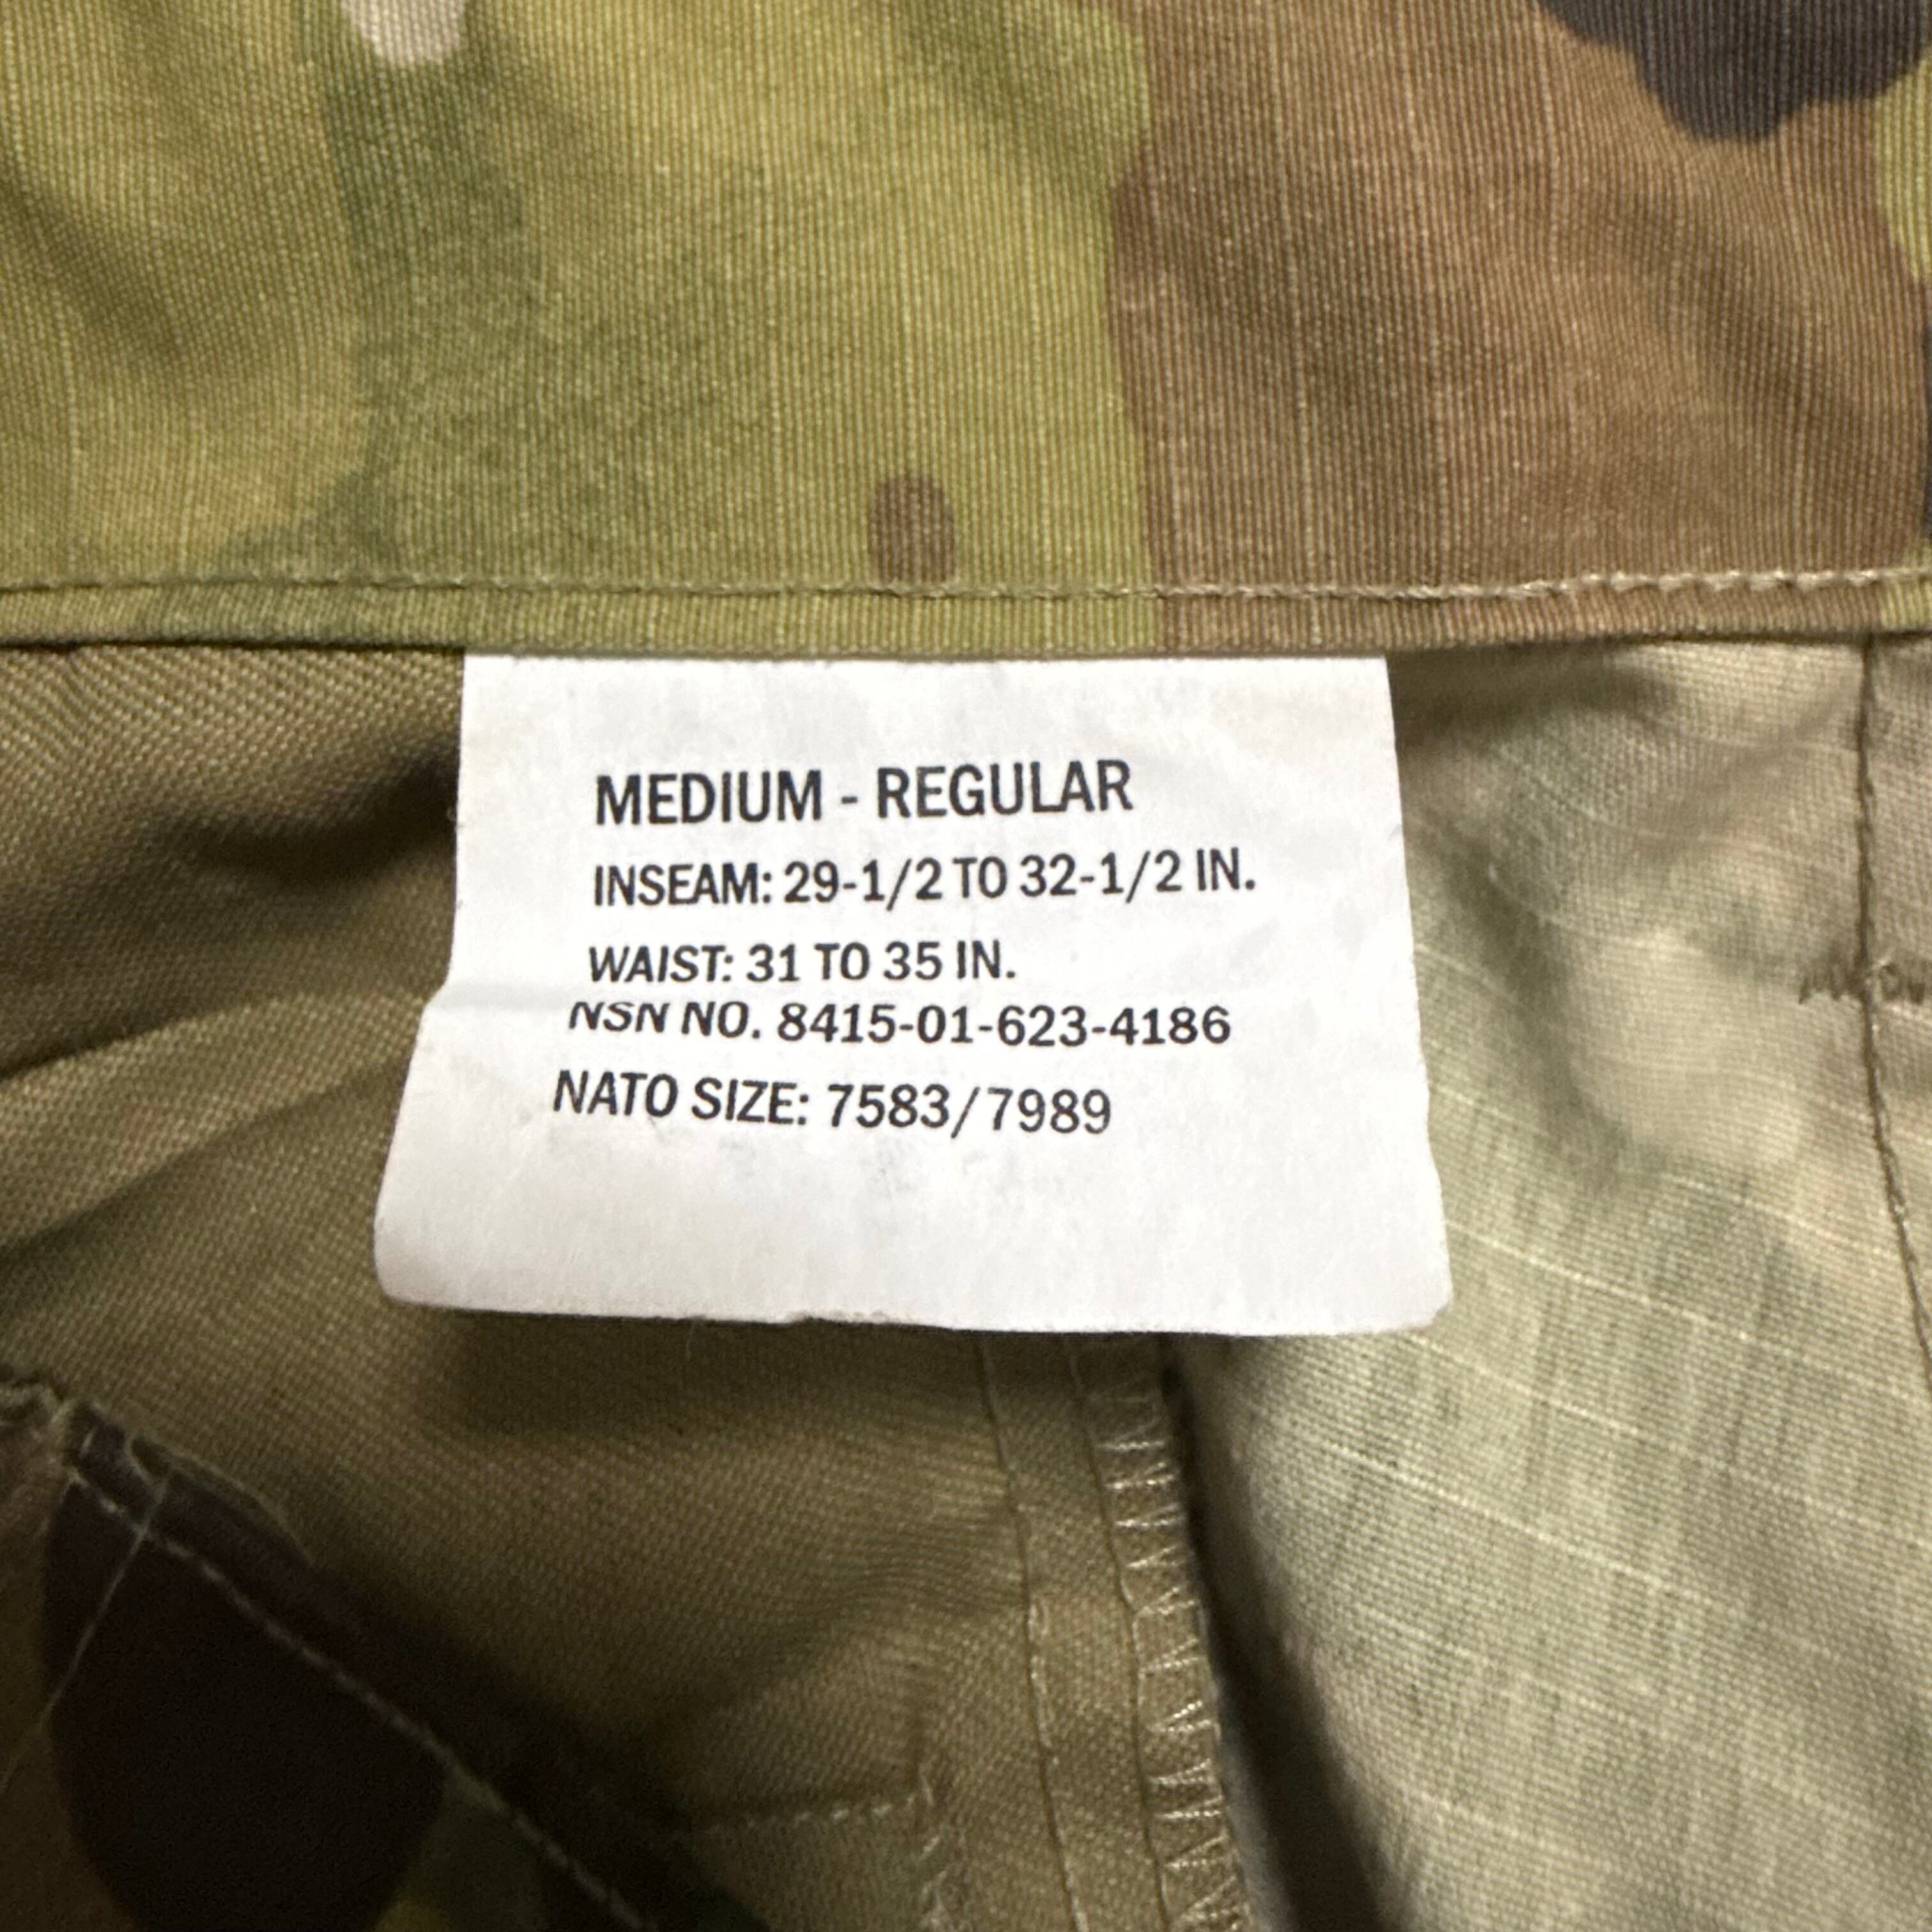 MEDIUM - REGULAR
INSEAM: 29-1/2 TO 32-1/2 IN.
WAIST: 31 TO 35 IN.
NSN NO. 8415-01-623-4186
NATO SIZE: 7583/7989